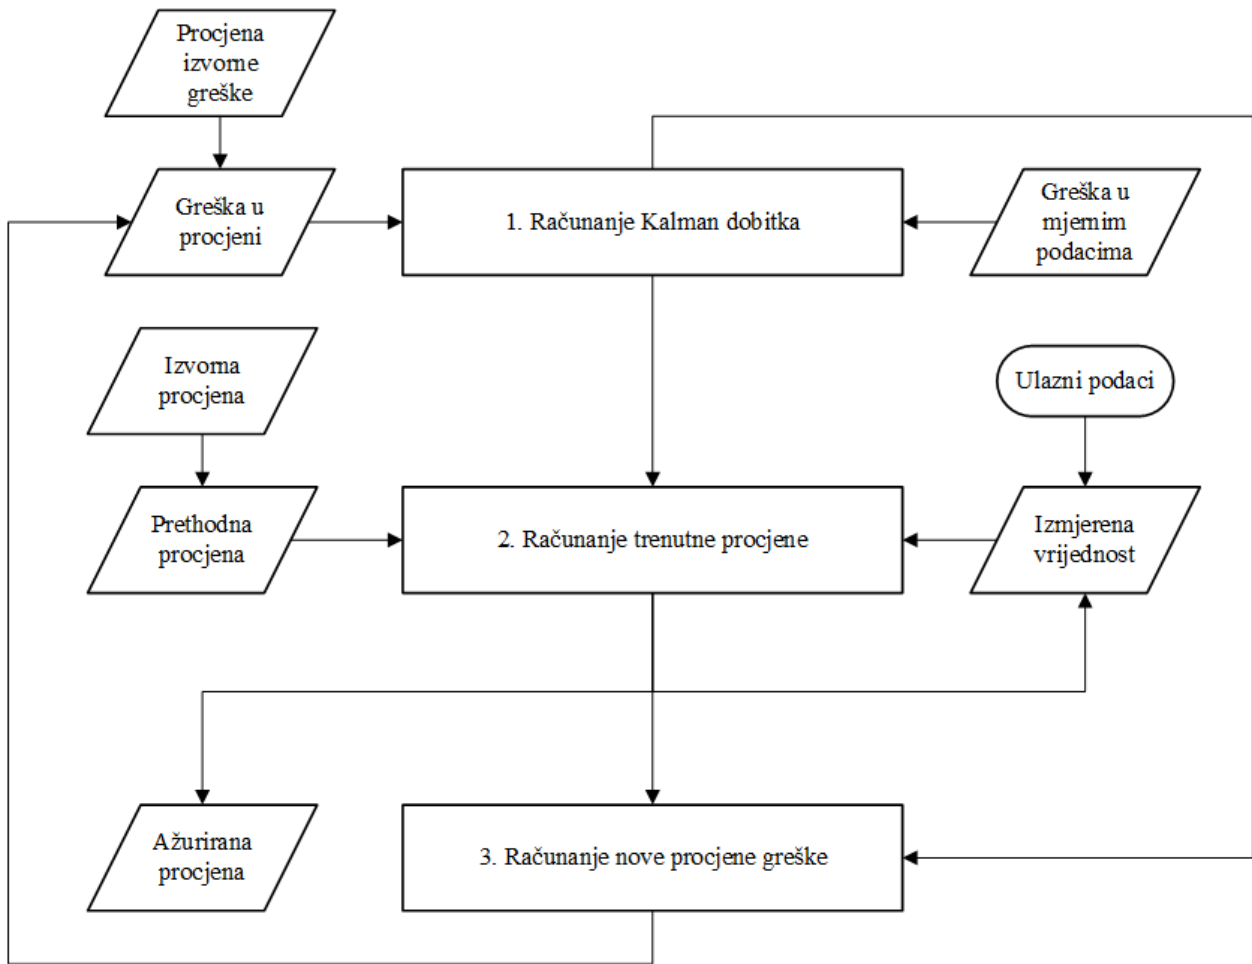 Procjena
izvorne
greške
Greška u
procjeni
1. Računanje Kalman dobitka
Greška u
mjernim
podacima
Izvorna
procjena
Ulazni podaci
Prethodna
procjena
2. Računanje trenutne procjene
Izmjerena
vrijednost
Ažurirana
procjena
3. Računanje nove procjene greške